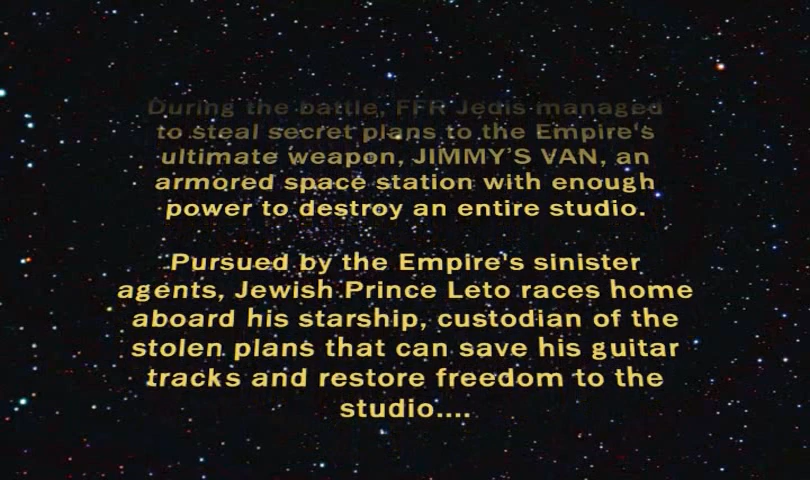 During the battle, FFR Jedis managed
to steal secret plans to the Empire's
ultimate weapon, JIMMY'S VAN, an
armored space station with enough
power to destroy an entire studio.
Pursued by the Empire's sinister
agents, Jewish Prince Leto races home
aboard his starship, custodian of the
stolen plans that can save his guitar
tracks and restore freedom to the
studio....